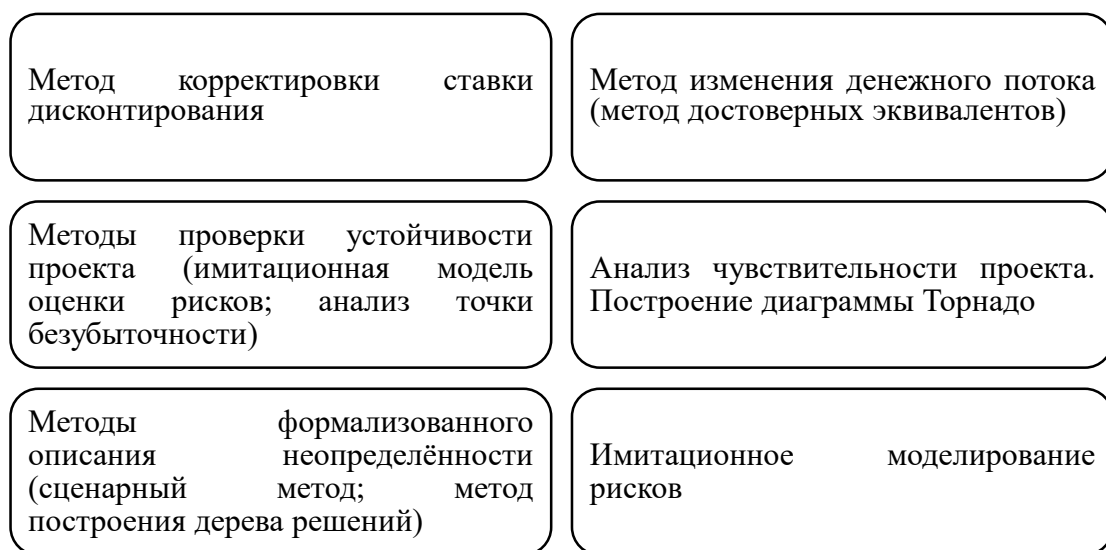 Метод корректировки ставки
дисконтирования
Метод изменения денежного потока
(метод достоверных эквивалентов)
Методы проверки устойчивости
проекта (имитационная модель
оценки рисков; анализ точки
безубыточности)
Анализ чувствительности проекта.
Построение диаграммы Торнадо
Методы формализованного
описания неопределённости
(сценарный метод; метод
построения дерева решений)
Имитационное моделирование
рисков